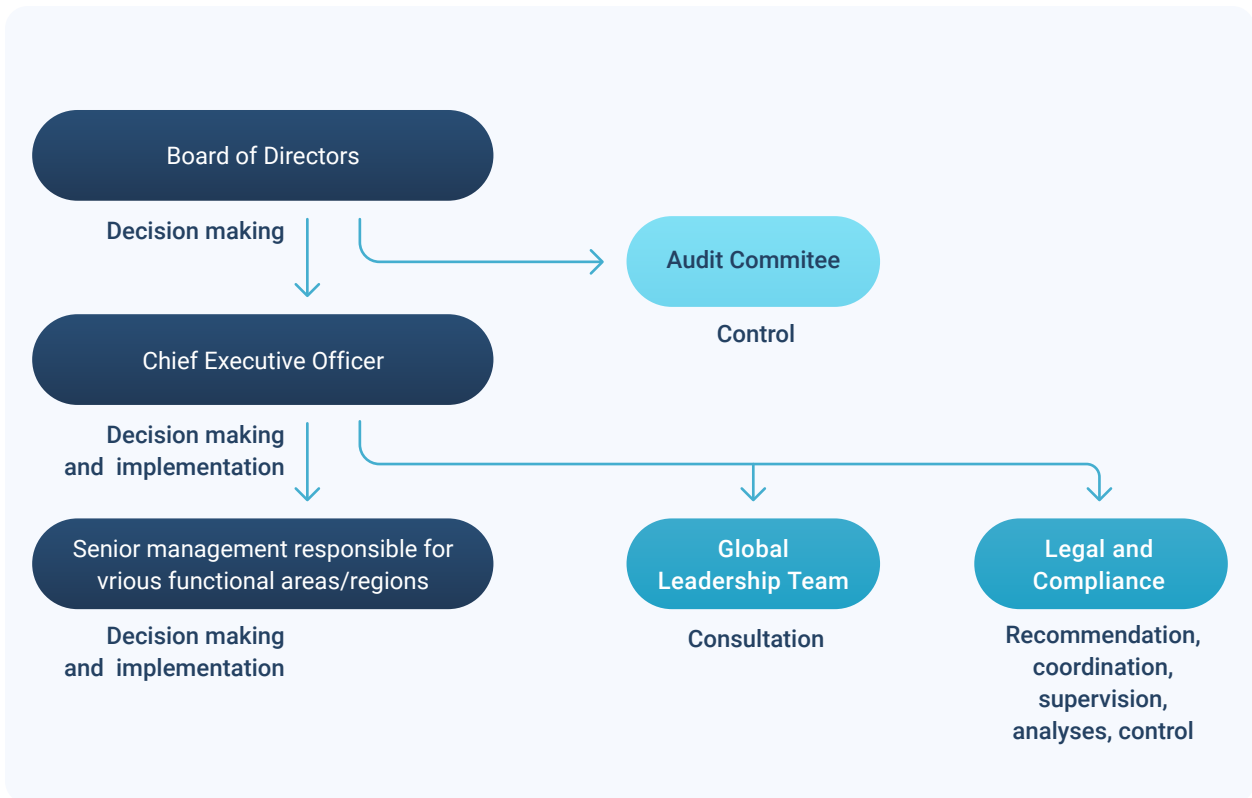 Board of Directors
Decision making
Audit Commitee
Control
Chief Executive Officer
Decision making
and  implementation
Senior management responsible for
vrious functional areas/regions
Decision making
and  implementation
Global
Leadership Team
Consultation
Legal and
Compliance
Recommendation,
coordination,
supervision,
analyses, control